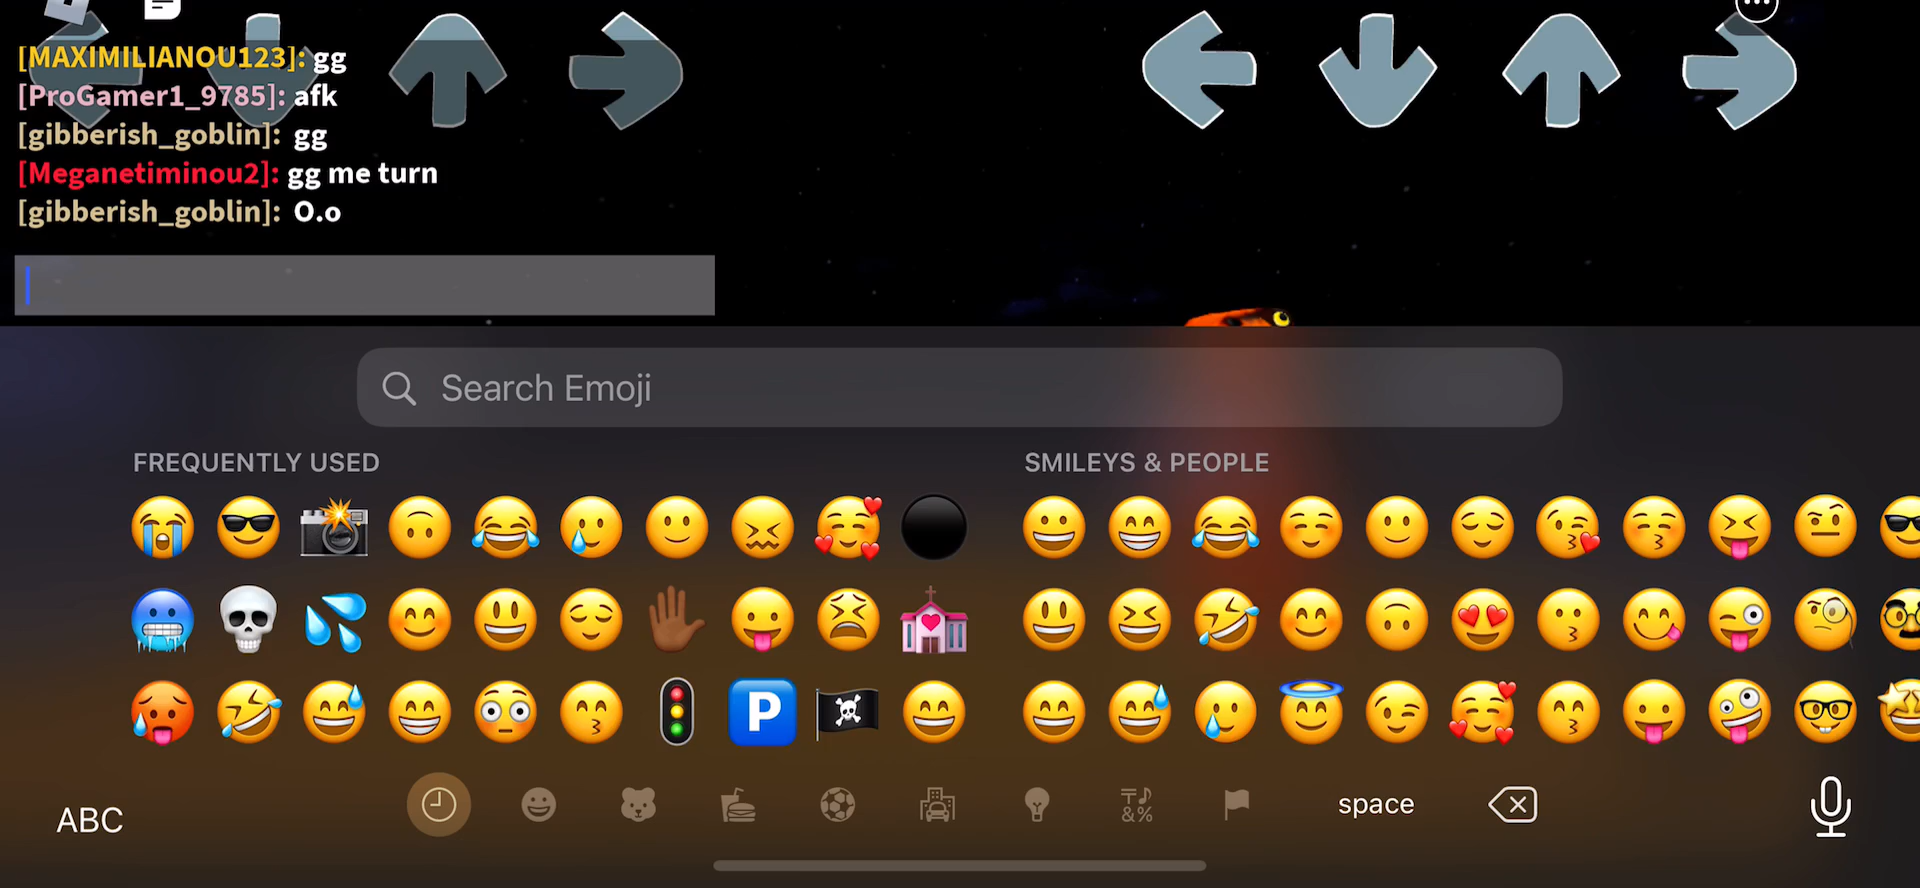 [MAXIMILIANOU123]: gg
[ProGamer1_9785]: afk
[gibberish_goblin]: gg
[Meganetiminou2]: gg me turn
[gibberish_goblin]: O.o
Search Emoji
FREQUENTLY USED
SMILEYS & PEOPLE
P
ABC
space